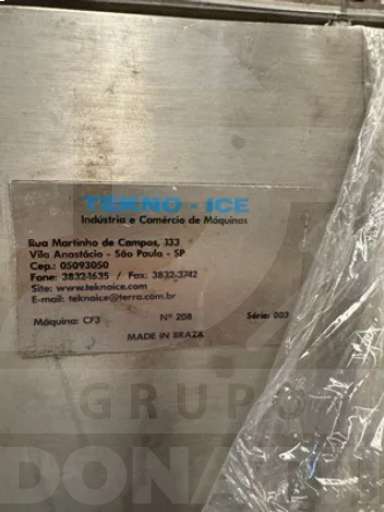 TEKNO - ICE
Indústria e Comércio de Máquinas
Rua Martinho de Campos, 133
Vila Anastácio - São Paulo - SP
Cep.: 05093050
Fone: 3832-1635 / Fax: 3832-3742
Site: www.teknoice.com
E-mail: teknoice@terra.com.br
Máquina: CF3 Nº 208 Série: 003
MADE IN BRAZIL
GRUPO
DONA